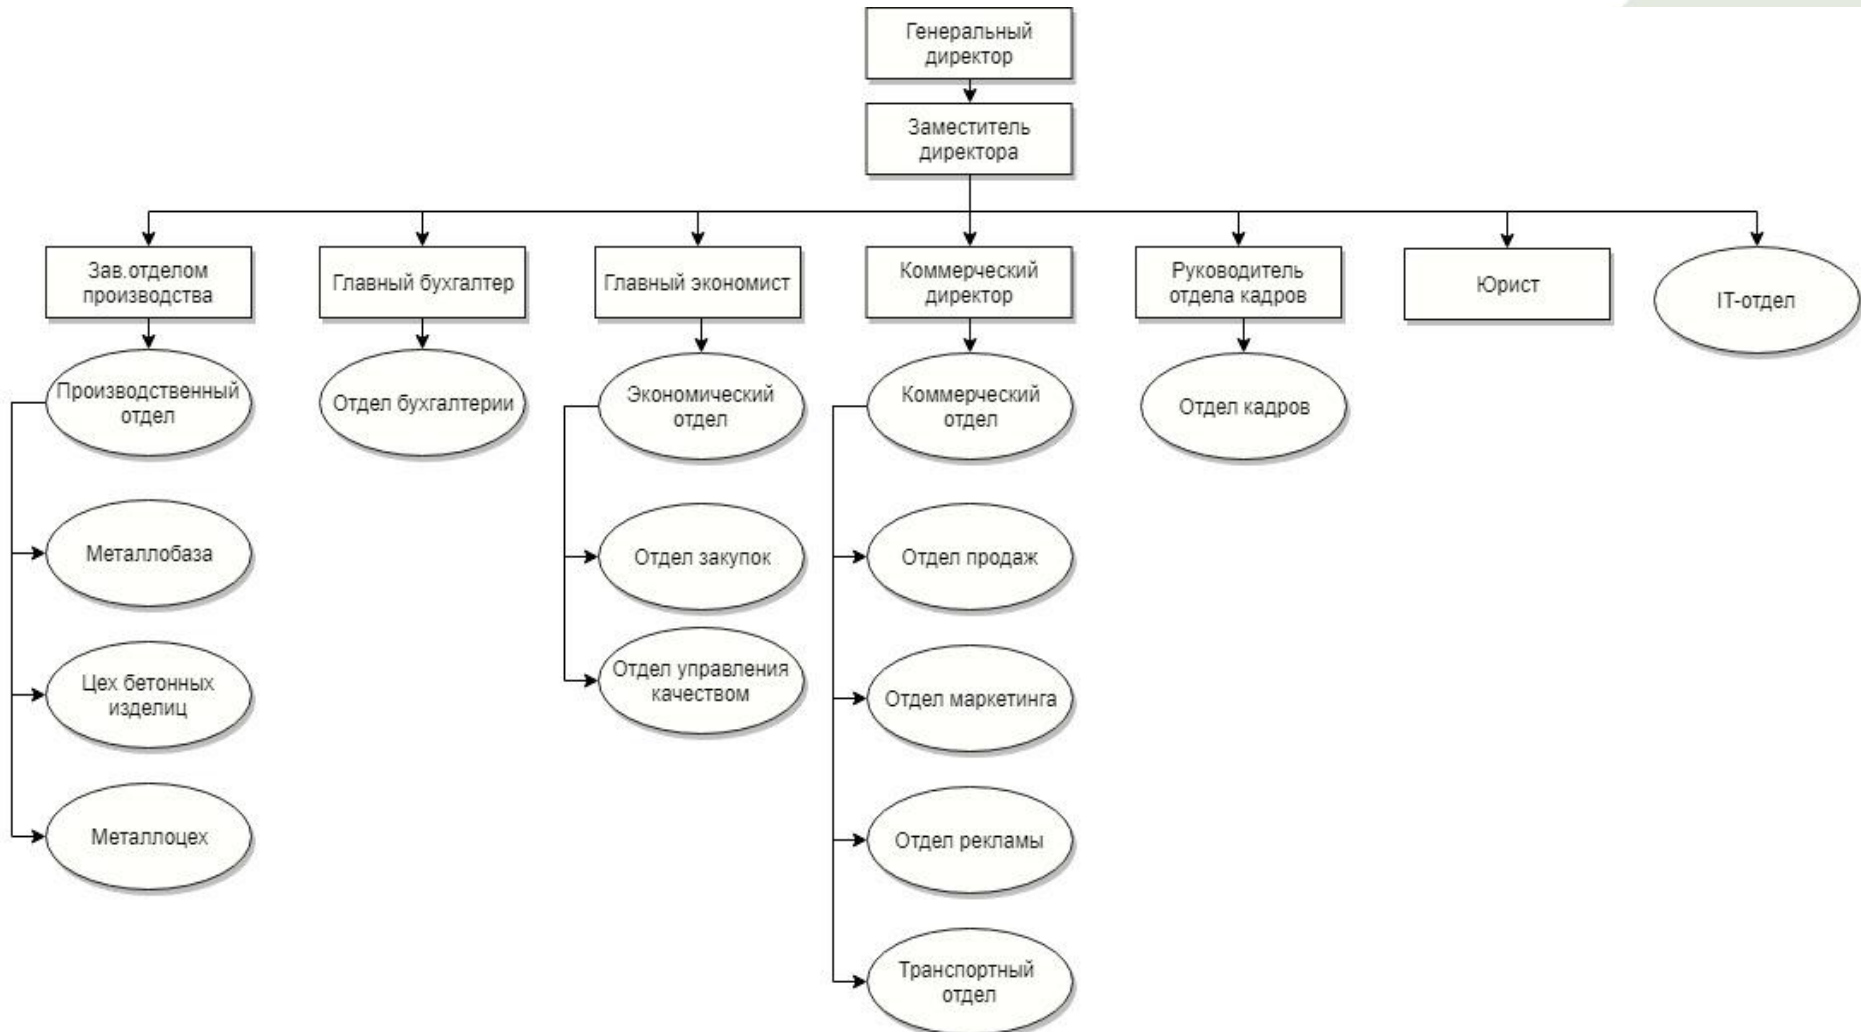 Генеральный
директор
Заместитель
директора
Зав.отделом
производства
Главный бухгалтер
Главный экономист
Коммерческий
директор
Руководитель
отдела кадров
Юрист
IT-отдел
Производственный
отдел
Отдел бухгалтерии
Экономический
отдел
Коммерческий
отдел
Отдел кадров
Металлобаза
Отдел закупок
Отдел продаж
Цех бетонных
изделиц
Отдел управления
качеством
Отдел маркетинга
Металлоцех
Отдел рекламы
Транспортный
отдел